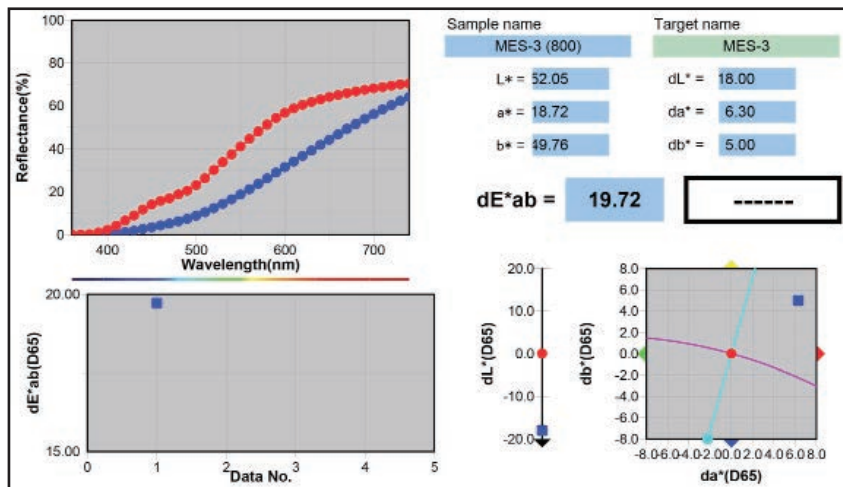 Reflectance(%)
100
80
60
40
20
0
400 500 600 700
Wavelength(nm)
Sample name Target name
MES-3 (800) MES-3
L* = 52.05 dL* = 18.00
a* = 18.72 da* = 6.30
b* = 49.76 db* = 5.00
dE*ab = 19.72 ------
dE*ab(D65)
20.00
15.00
0 1 2 3 4 5
Data No.
dL*(D65)
20.0
10.0
0.0
-10.0
-20.0
db*(D65)
8.0
6.0
4.0
2.0
0.0
-2.0
-4.0
-6.0
-8.0
-8.0 6.0 4.0 2.0 0.0 2.0 4.0 6.0 8.0
da*(D65)